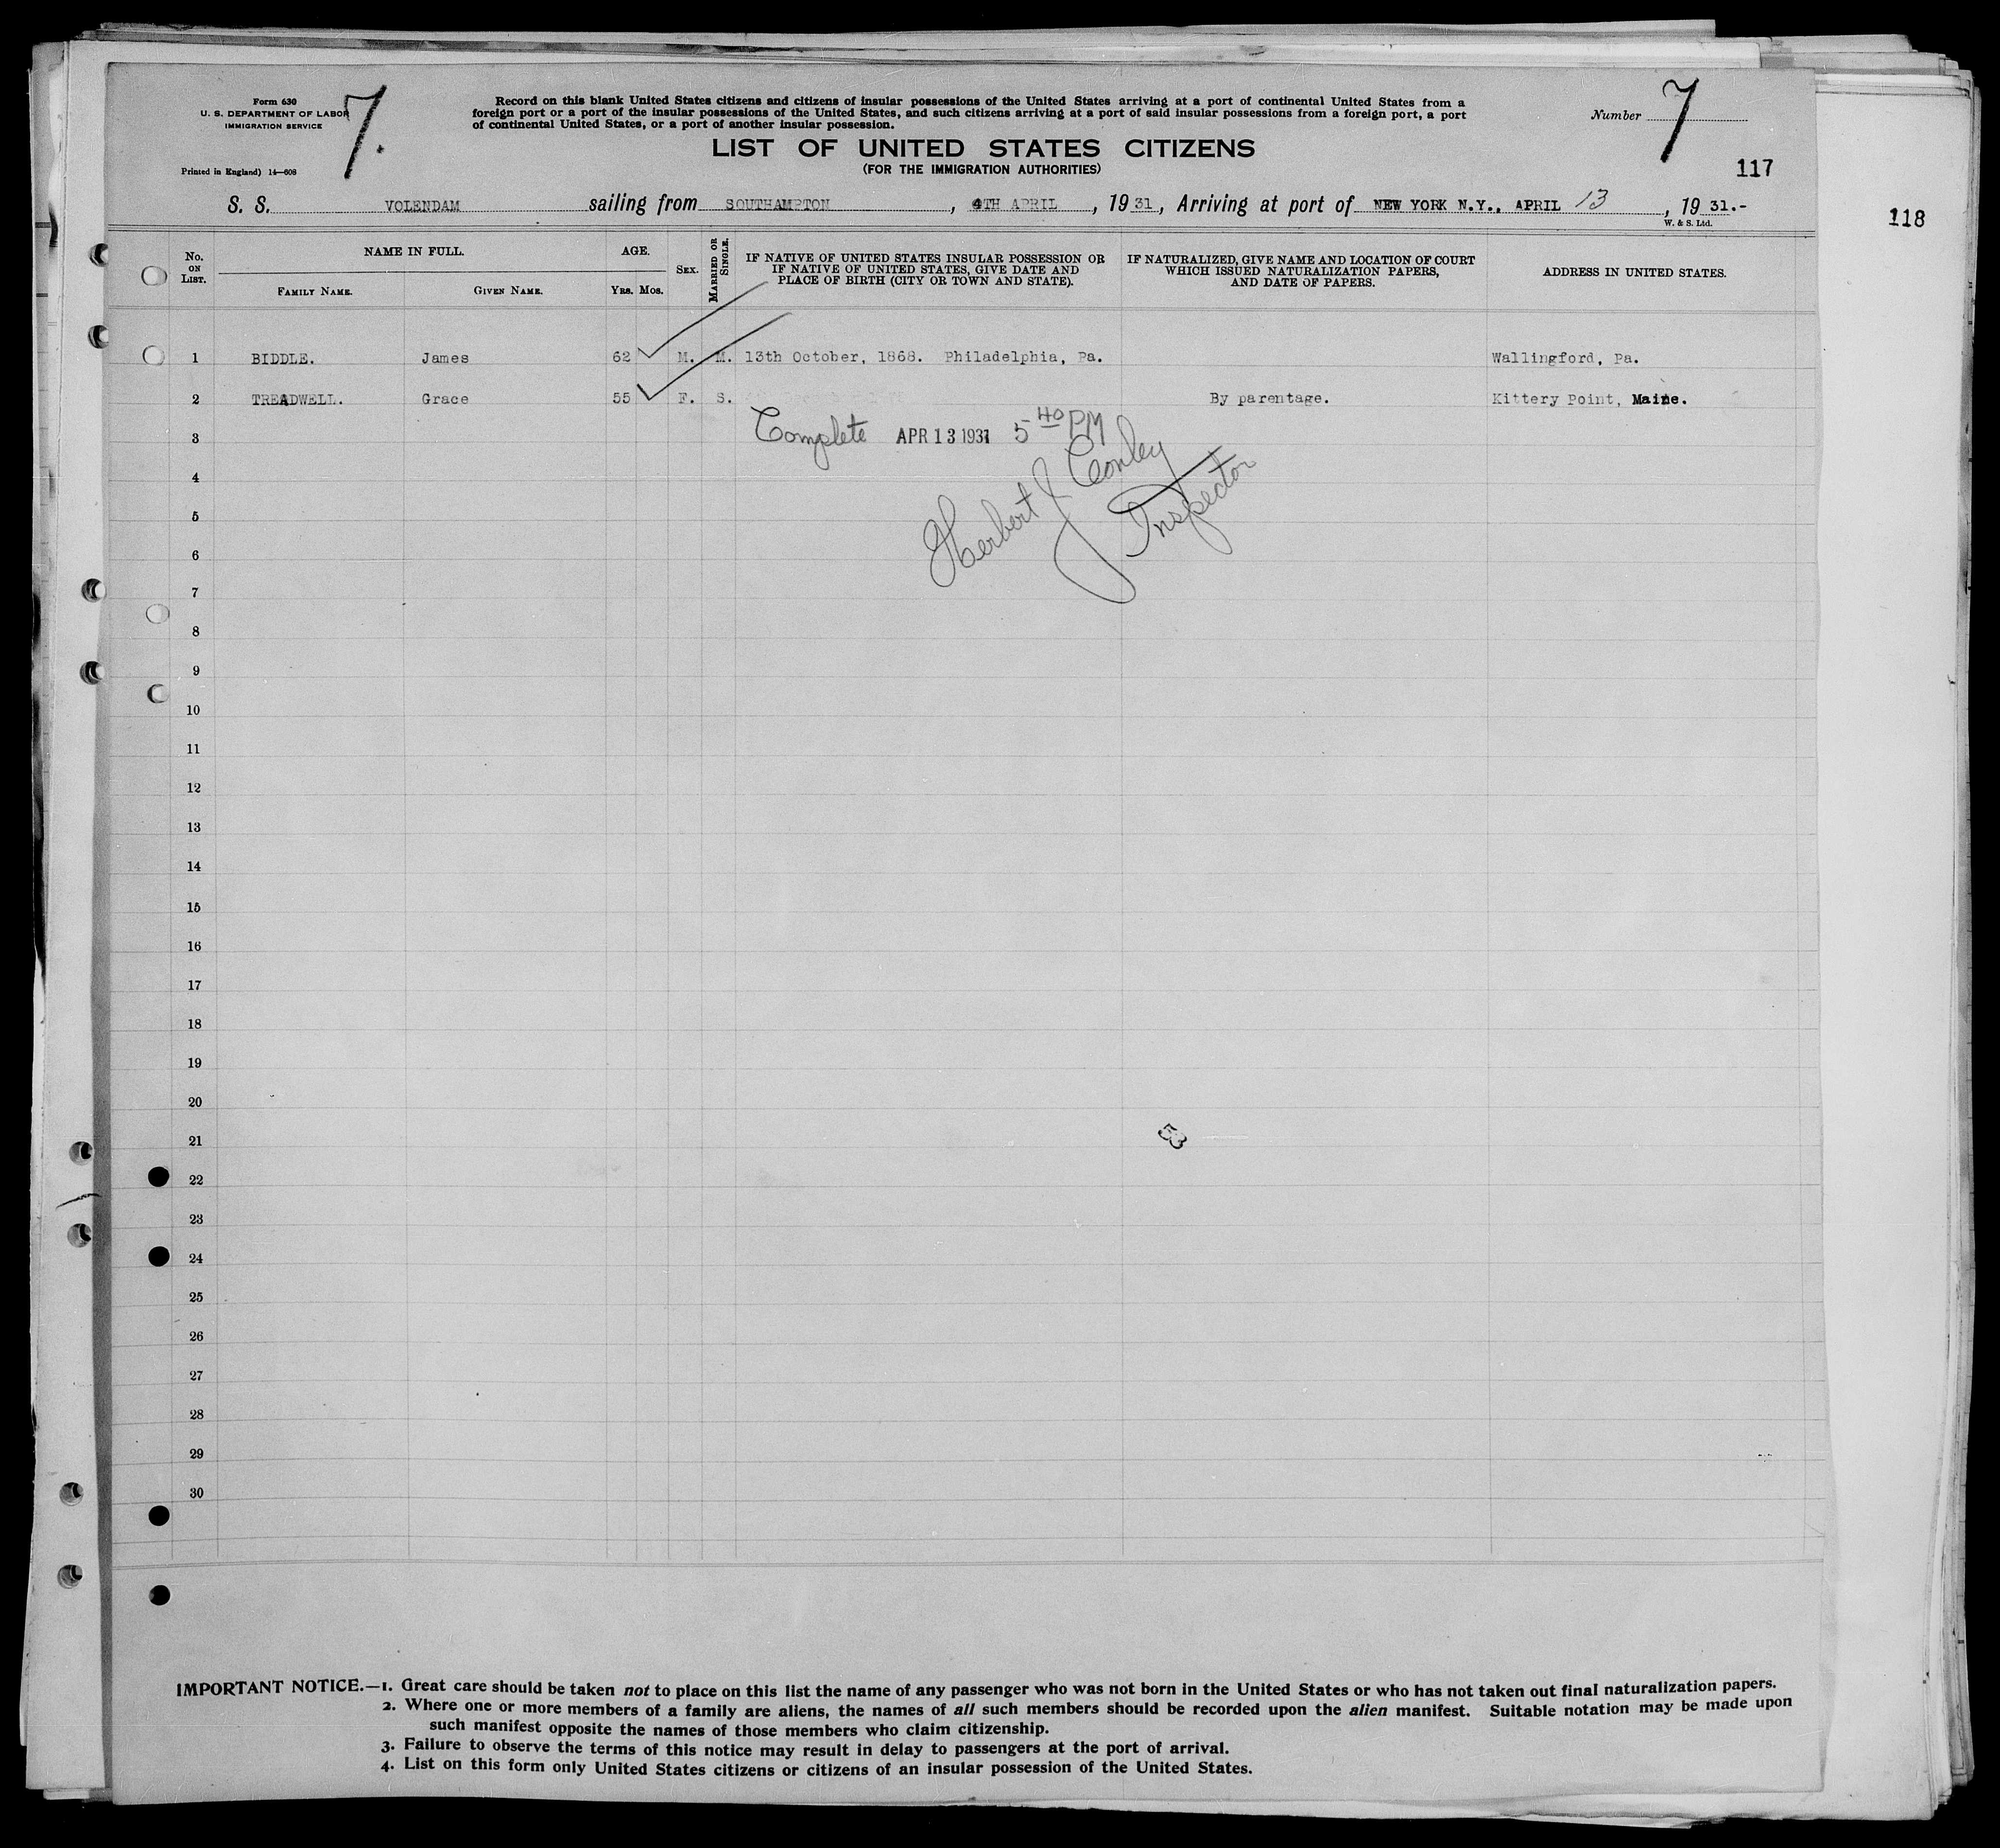 Form 630
U. S. DEPARTMENT OF LABOR
IMMIGRATION SERVICE
Printed in England) 14—608
7.
Record on this blank United States citizens and citizens of insular possessions of the United States arriving at a port of continental United States from a
foreign port or a port of the insular possessions of the United States, and such citizens arriving at a port of said insular possessions from a foreign port, a port
of continental United States, or a port of another insular possession.
Number 7
LIST OF UNITED STATES CITIZENS
(FOR THE IMMIGRATION AUTHORITIES)
117
118
S. S. VOLENDAM sailing from SOUTHAMPTON, 4TH APRIL, 1931, Arriving at port of NEW YORK N.Y., APRIL 13, 1931.-
W. & S. Ltd.
No. ON LIST. NAME IN FULL. AGE. SEX. MARRIED OR SINGLE. IF NATIVE OF UNITED STATES INSULAR POSSESSION OR IF NATIVE OF UNITED STATES, GIVE DATE AND PLACE OF BIRTH (CITY OR TOWN AND STATE). IF NATURALIZED, GIVE NAME AND LOCATION OF COURT WHICH ISSUED NATURALIZATION PAPERS, AND DATE OF PAPERS. ADDRESS IN UNITED STATES.
FAMILY NAME. GIVEN NAME. Yrs. Mos.
1 BIDDLE. James 62 M. M. 13th October, 1868. Philadelphia, Pa. Wallingford, Pa.
2 TREADWELL. Grace 55 F. S. By parentage. Kittery Point, Maine.
3 Complete APR 13 1931 5 40 PM
4 Herbert J Conley
5 Inspector
6
7
8
9
10
11
12
13
14
15
16
17
18
19
20
21 53
22
23
24
25
26
27
28
29
30
IMPORTANT NOTICE.—1. Great care should be taken not to place on this list the name of any passenger who was not born in the United States or who has not taken out final naturalization papers.
2. Where one or more members of a family are aliens, the names of all such members should be recorded upon the alien manifest. Suitable notation may be made upon
such manifest opposite the names of those members who claim citizenship.
3. Failure to observe the terms of this notice may result in delay to passengers at the port of arrival.
4. List on this form only United States citizens or citizens of an insular possession of the United States.